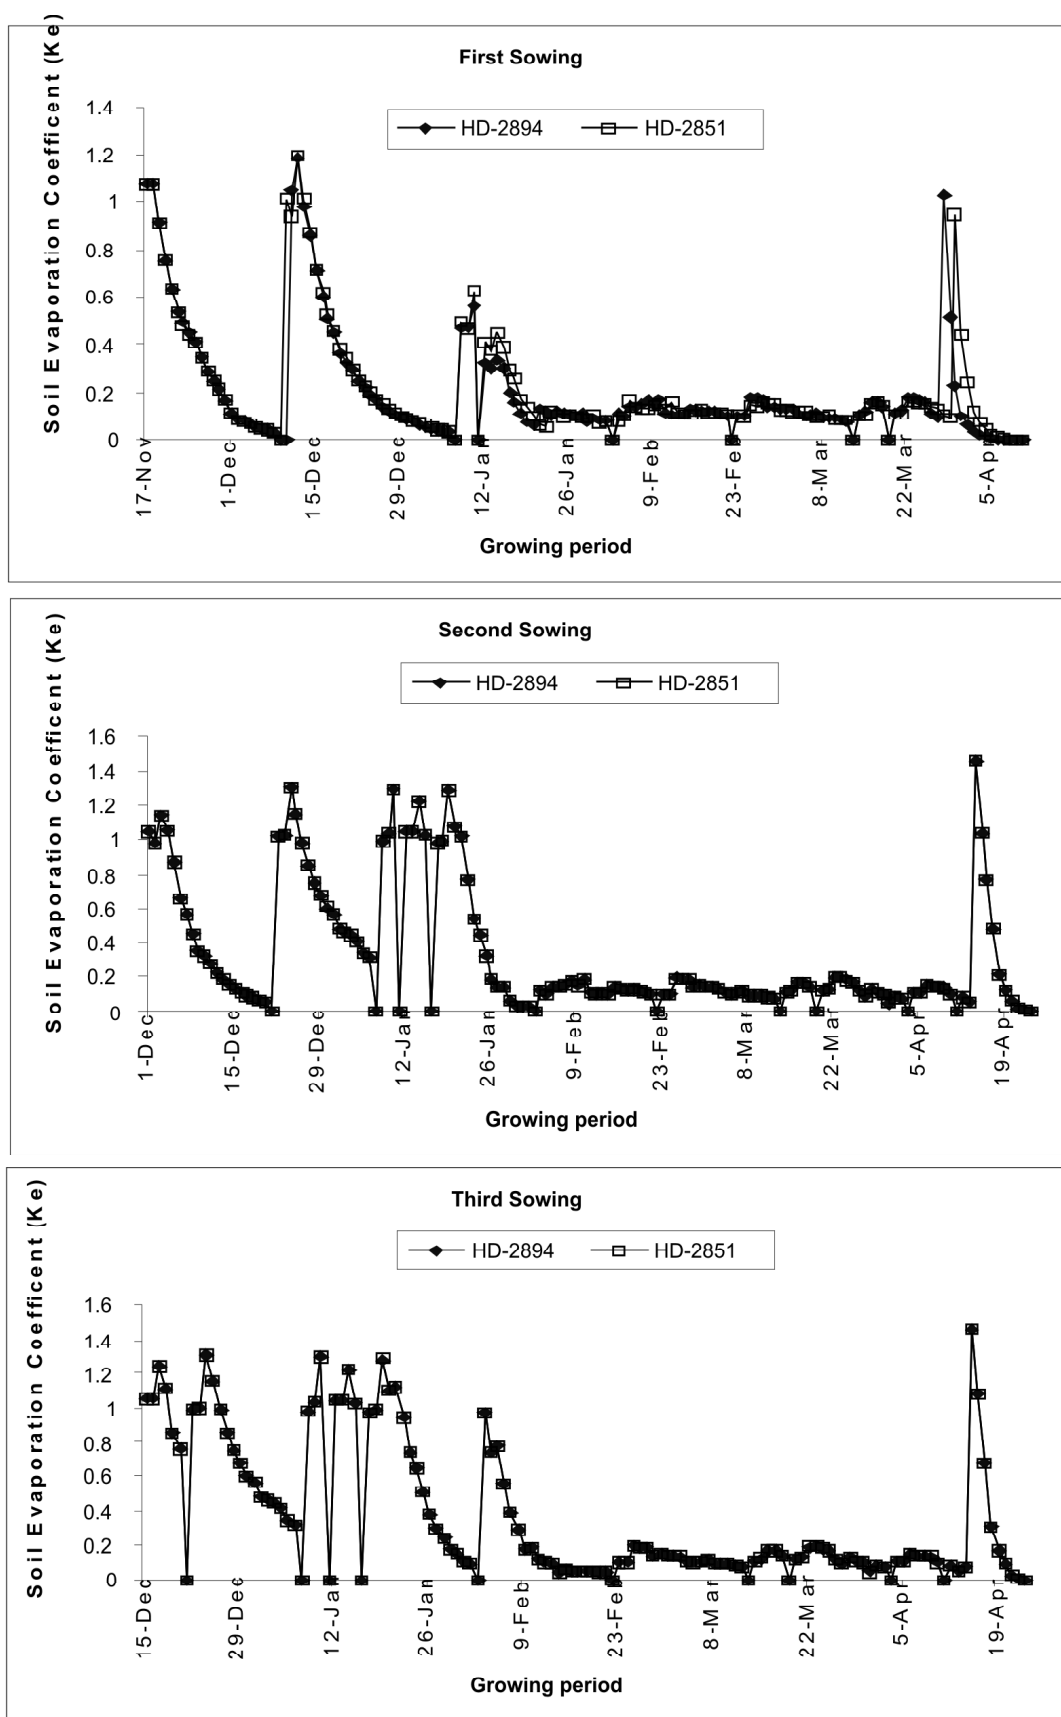 First Sowing
HD-2894 HD-2851
Soil Evaporation Coefficent (Ke)
1.4
1.2
1
0.8
0.6
0.4
0.2
0
17-Nov 1-Dec 15-Dec 29-Dec 12-Jan 26-Jan 9-Feb 23-Feb 8-Mar 22-Mar 5-Apr
Growing period
Second Sowing
HD-2894 HD-2851
Soil Evaporation Coefficent (Ke)
1.6
1.4
1.2
1
0.8
0.6
0.4
0.2
0
1-Dec 15-Dec 29-Dec 12-Jan 26-Jan 9-Feb 23-Feb 8-Mar 22-Mar 5-Apr 19-Apr
Growing period
Third Sowing
HD-2894 HD-2851
Soil Evaporation Coefficent (Ke)
1.6
1.4
1.2
1
0.8
0.6
0.4
0.2
0
15-Dec 29-Dec 12-Jan 26-Jan 9-Feb 23-Feb 8-Mar 22-Mar 5-Apr 19-Apr
Growing period